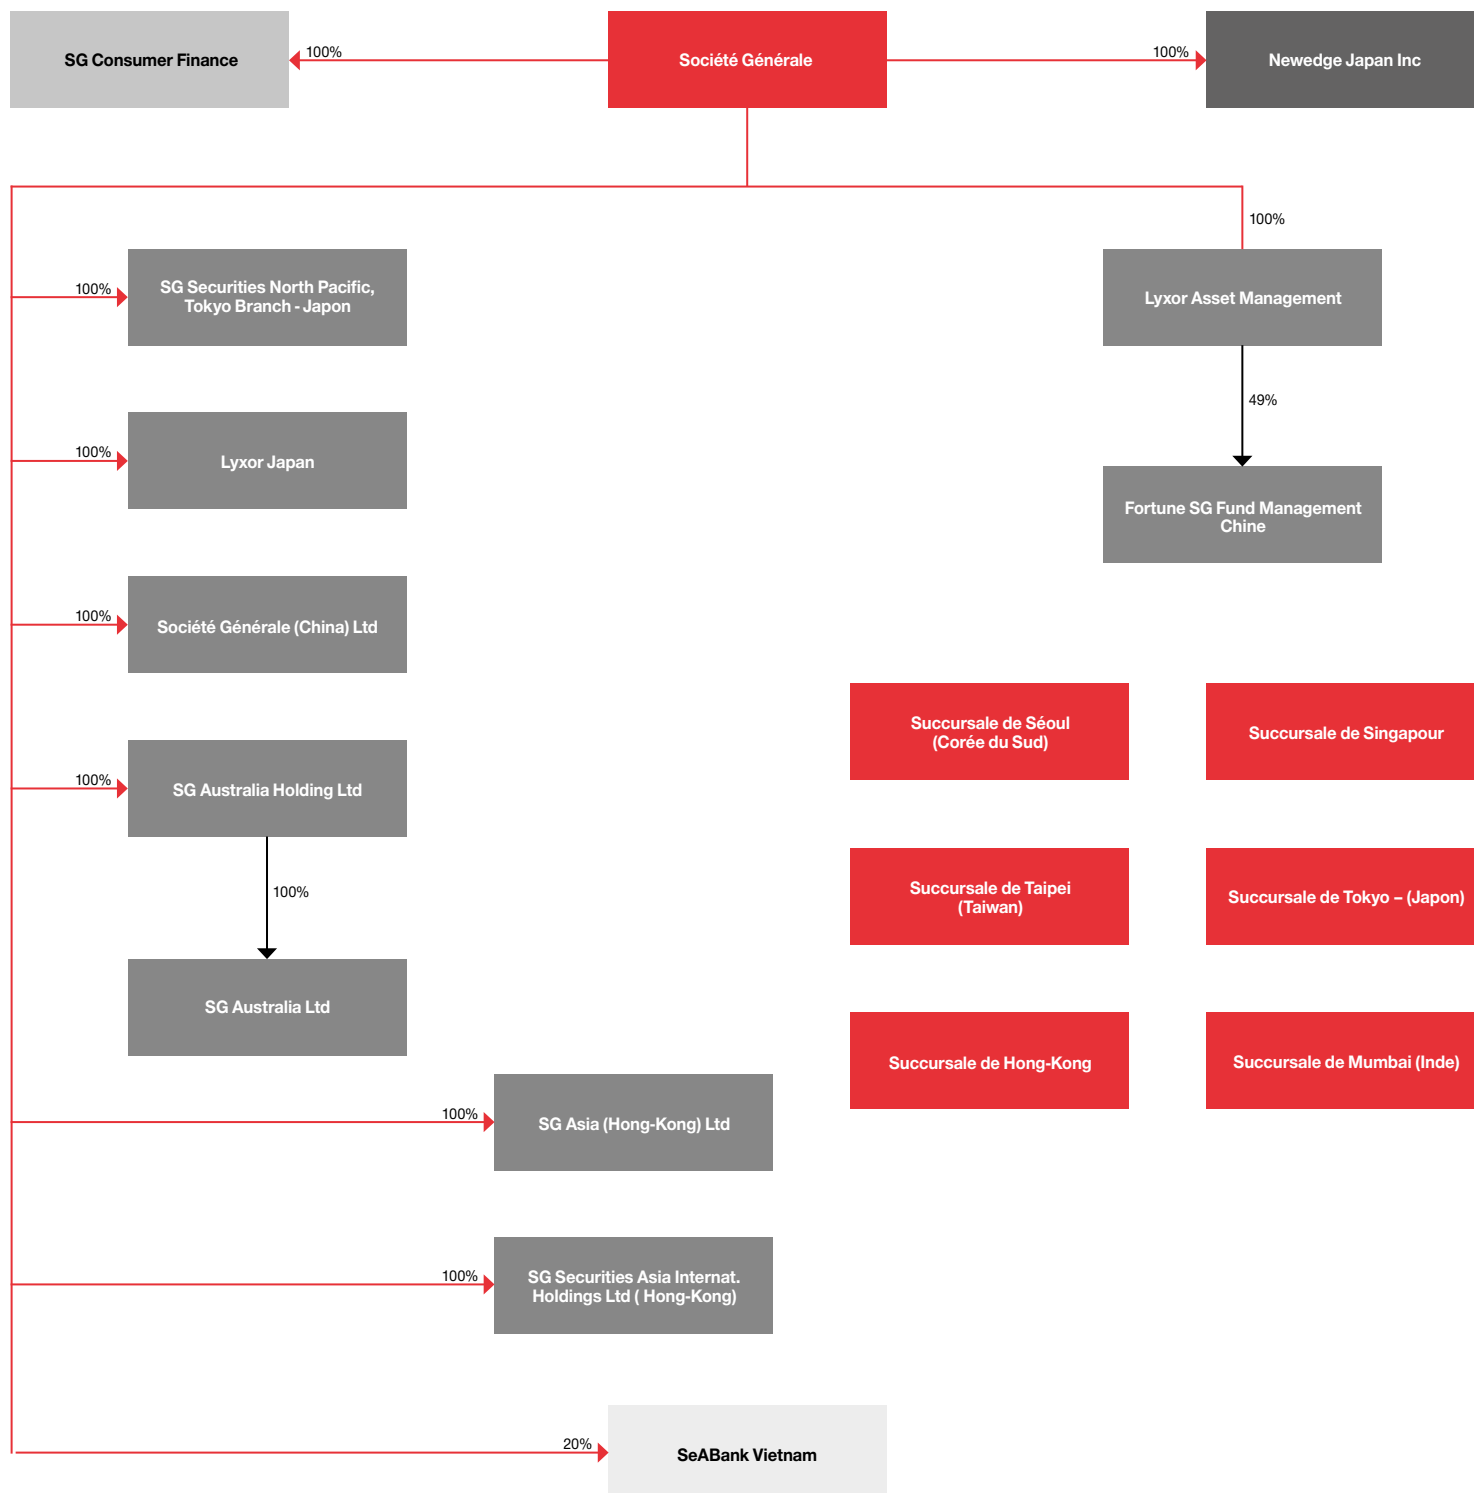 SG Consumer Finance
100%
Société Générale
100%
Newedge Japan Inc
100%
100%
SG Securities North Pacific,
Tokyo Branch - Japon
Lyxor Asset Management
49%
100%
Lyxor Japan
Fortune SG Fund Management
Chine
100%
Société Générale (China) Ltd
Succursale de Séoul
(Corée du Sud)
Succursale de Singapour
100%
SG Australia Holding Ltd
100%
Succursale de Taipei
(Taiwan)
Succursale de Tokyo – (Japon)
SG Australia Ltd
Succursale de Hong-Kong
Succursale de Mumbai (Inde)
100%
SG Asia (Hong-Kong) Ltd
100%
SG Securities Asia Internat.
Holdings Ltd ( Hong-Kong)
20%
SeABank Vietnam